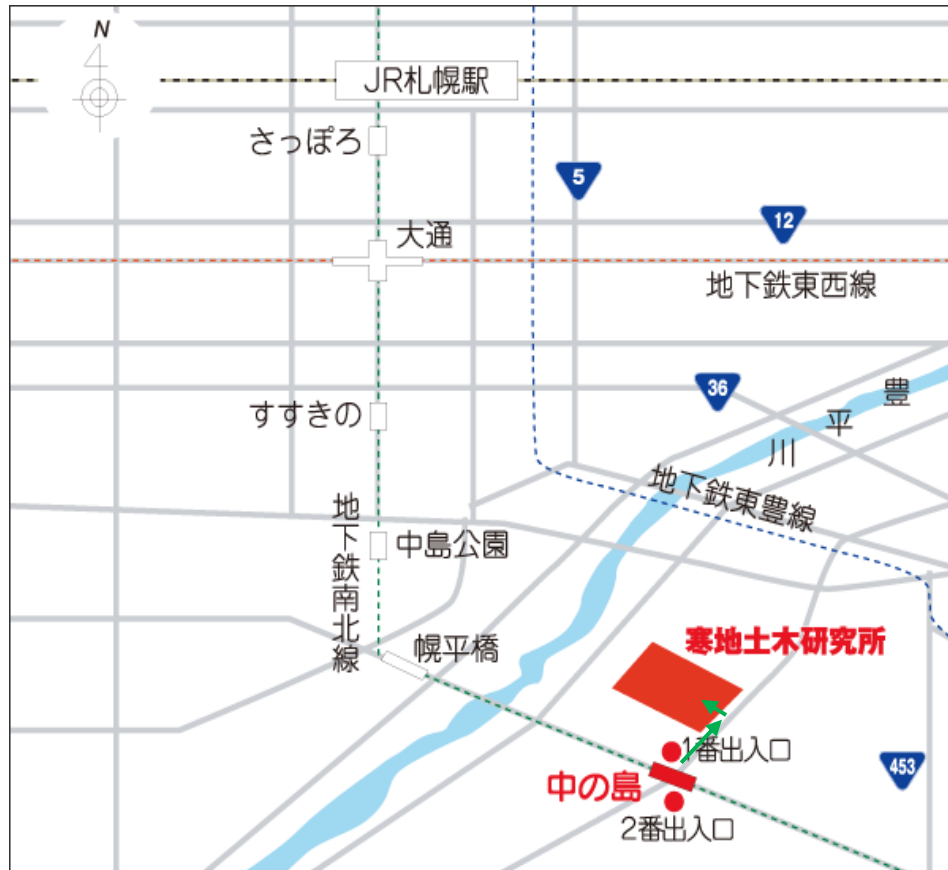 N
JR札幌駅
さっぽろ
5
12
大通
地下鉄東西線
36
豊平川
すすきの
地下鉄東豊線
地下鉄南北線
中島公園
幌平橋
寒地土木研究所
1番出入口
中の島
453
2番出入口